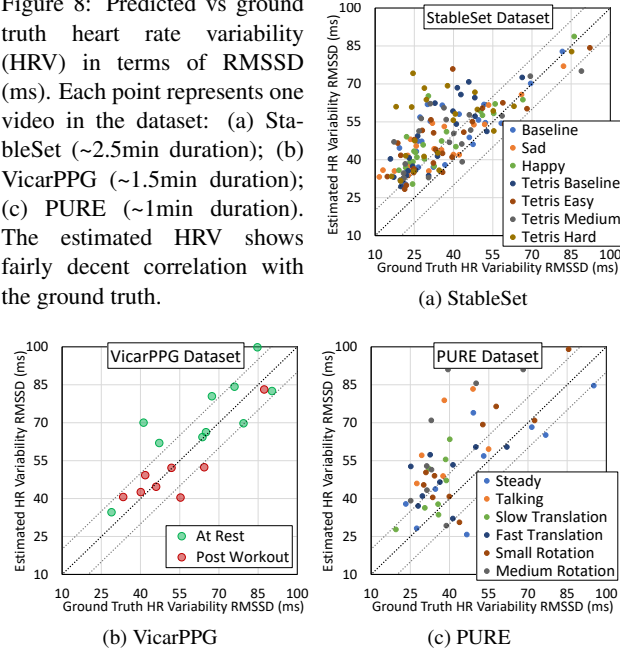 Figure 8: Predicted vs ground
truth heart rate variability
(HRV) in terms of RMSSD
(ms). Each point represents one
video in the dataset: (a) Sta-
bleSet (~2.5min duration); (b)
VicarPPG (~1.5min duration);
(c) PURE (~1min duration).
The estimated HRV shows
fairly decent correlation with
the ground truth.
StableSet Dataset
Estimated HR Variability RMSSD (ms)
100
85
70
55
40
25
10
Baseline
Sad
Happy
Tetris Baseline
Tetris Easy
Tetris Medium
Tetris Hard
10 25 40 55 70 85 100
Ground Truth HR Variability RMSSD (ms)
(a) StableSet
VicarPPG Dataset
Estimated HR Variability RMSSD (ms)
100
85
70
55
40
25
10
At Rest
Post Workout
10 25 40 55 70 85 100
Ground Truth HR Variability RMSSD (ms)
(b) VicarPPG
PURE Dataset
Estimated HR Variability RMSSD (ms)
100
85
70
55
40
25
10
Steady
Talking
Slow Translation
Fast Translation
Small Rotation
Medium Rotation
10 25 40 55 70 85 100
Ground Truth HR Variability RMSSD (ms)
(c) PURE